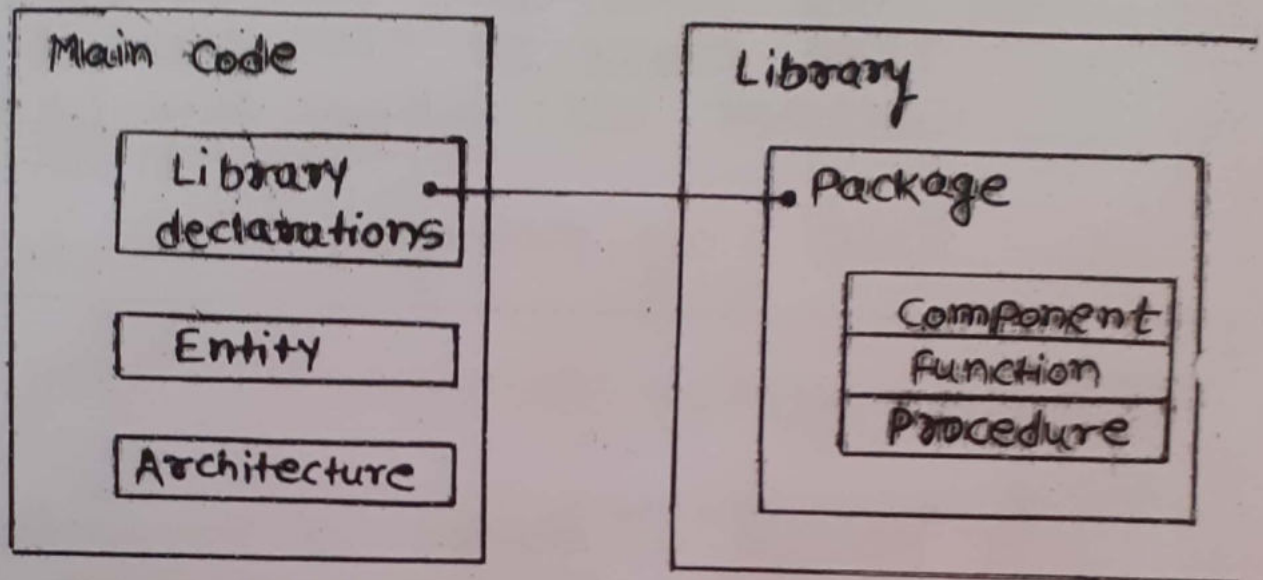 Main Code
Library
declarations
Entity
Architecture
Library
Package
Component
Function
Procedure